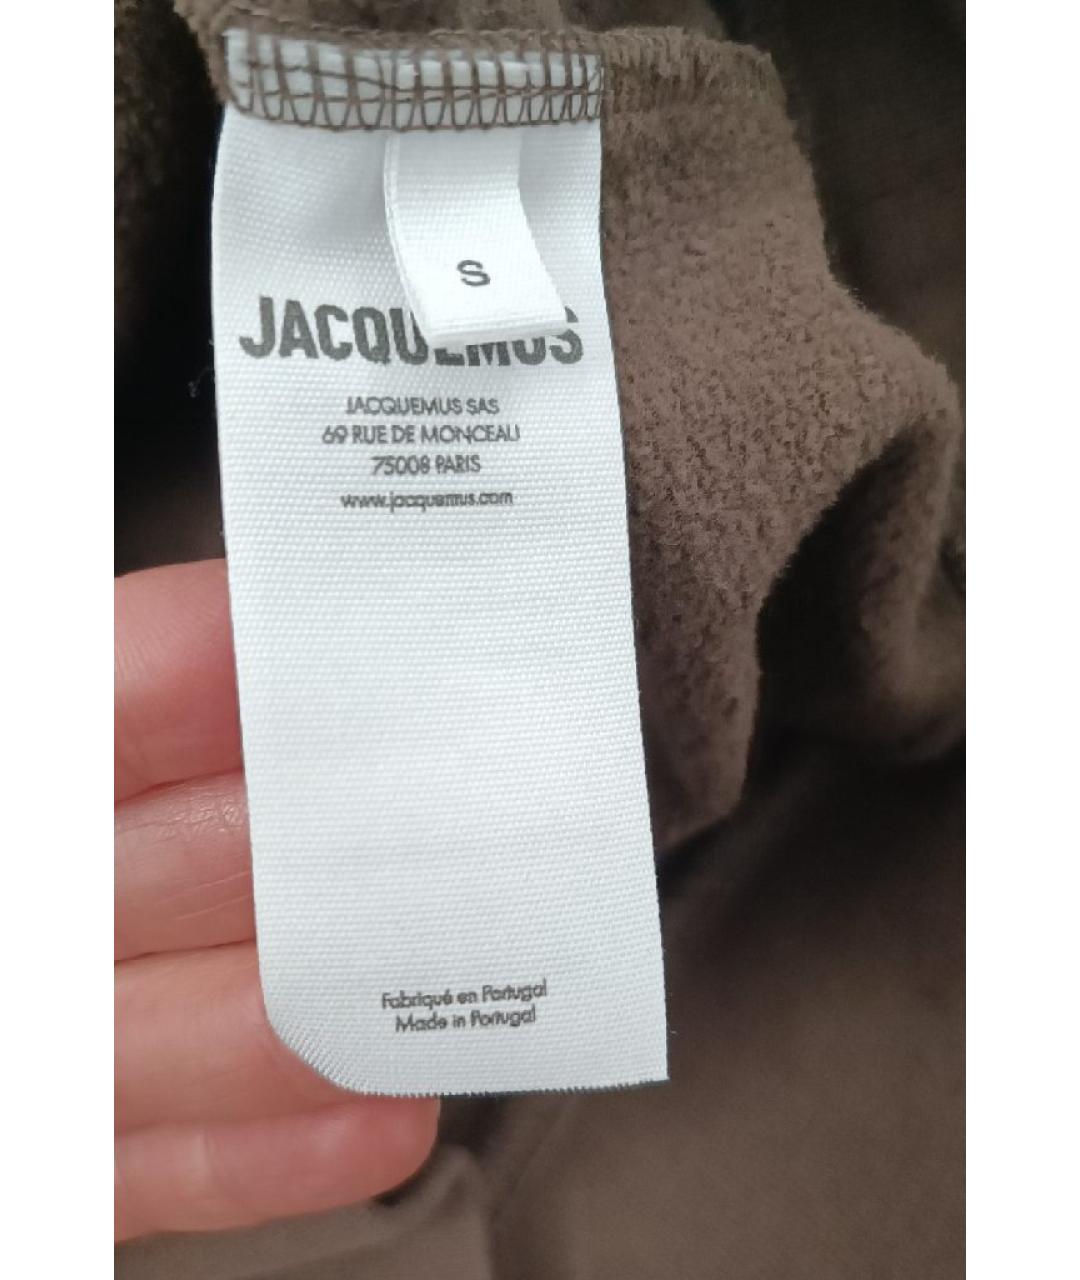 S
JACQUEMUS
JACQUEMUS SAS
69 RUE DE MONCEAU
75008 PARIS
www.jacquemus.com
Fabriqué en Portugal
Made in Portugal